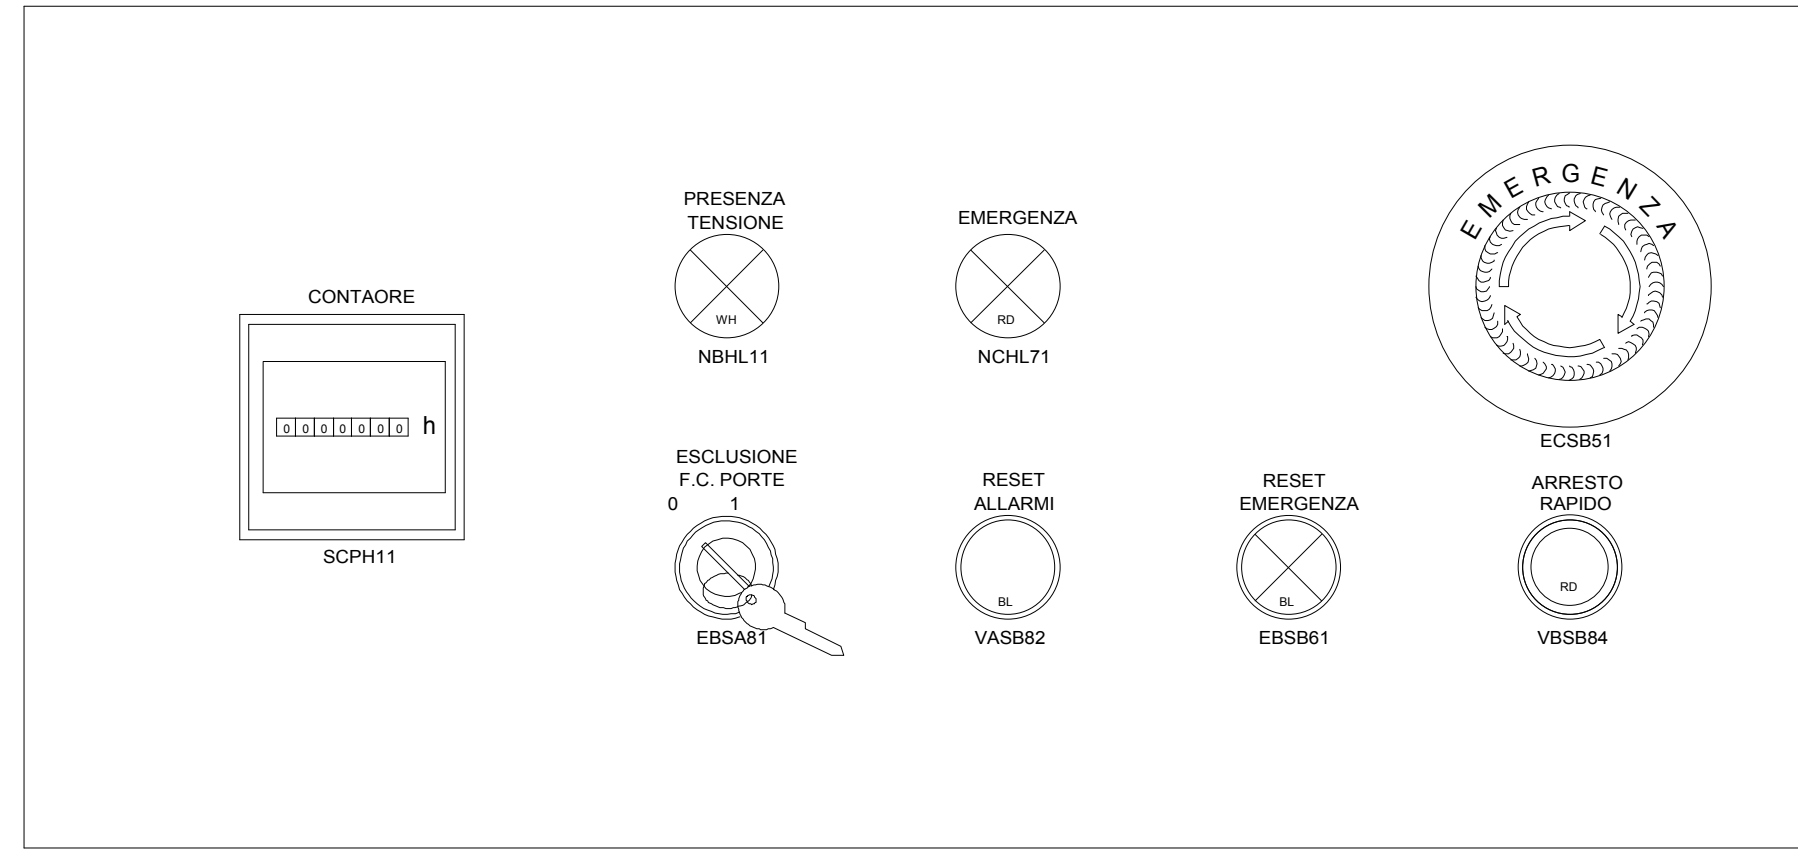 CONTAORE
0 0 0 0 0 0 0 h
SCPH11
PRESENZA
TENSIONE
WH
NBHL11
EMERGENZA
RD
NCHL71
EMERGENZA
ECSB51
ESCLUSIONE
F.C. PORTE
0 1
EBSA81
RESET
ALLARMI
BL
VASB82
RESET
EMERGENZA
BL
EBSB61
ARRESTO
RAPIDO
RD
VBSB84